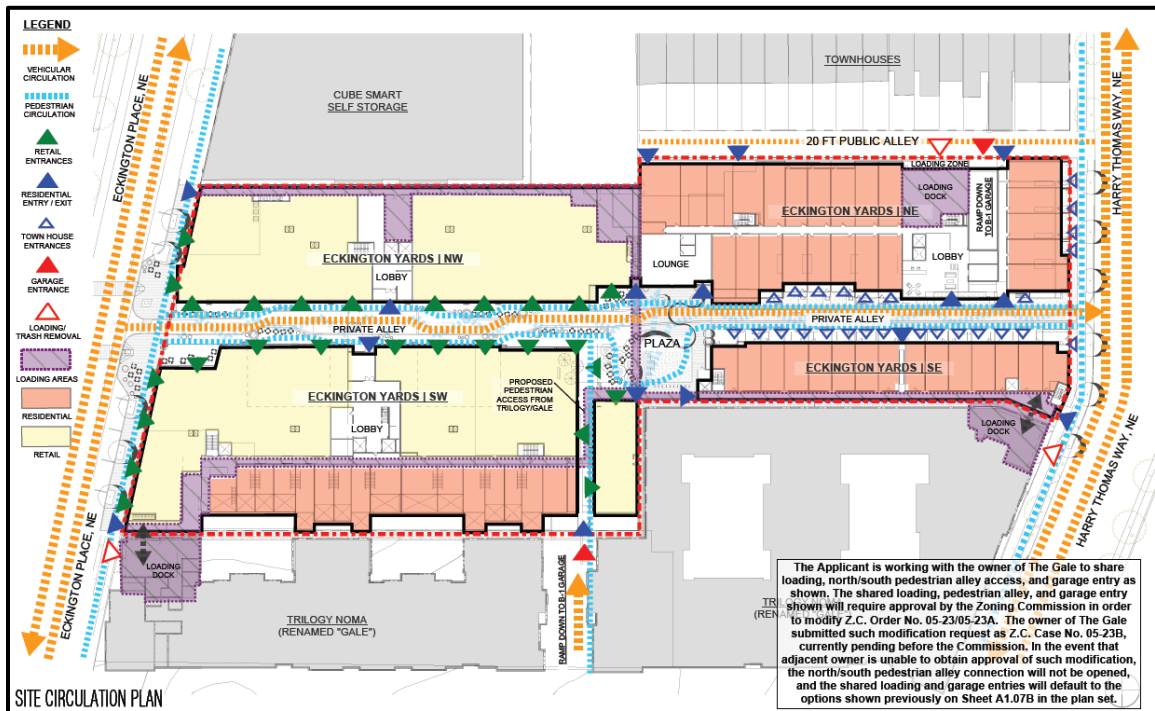 LEGEND
VEHICULAR
CIRCULATION
PEDESTRIAN
CIRCULATION
RETAIL
ENTRANCES
RESIDENTIAL
ENTRY / EXIT
TOWN HOUSE
ENTRANCES
GARAGE
ENTRANCE
LOADING/
TRASH REMOVAL
LOADING AREAS
RESIDENTIAL
RETAIL
ECKINGTON PLACE, NE
ECKINGTON PLACE, NE
CUBE SMART
SELF STORAGE
TOWNHOUSES
HARRY THOMAS WAY, NE
20 FT PUBLIC ALLEY
LOADING ZONE
LOADING
DOCK
RAMP DOWN
TO B-1 GARAGE
ECKINGTON YARDS | NE
LOUNGE
LOBBY
ECKINGTON YARDS | NW
LOBBY
PRIVATE ALLEY
PRIVATE ALLEY
PLAZA
ECKINGTON YARDS | SE
PROPOSED
PEDESTRIAN
ACCESS FROM
TRILOGY/GALE
ECKINGTON YARDS | SW
LOBBY
LOADING
DOCK
LOADING
DOCK
HARRY THOMAS WAY, NE
RAMP DOWN TO B-1 GARAGE
TRILOGY NOMA
(RENAMED "GALE")
TRILOGY NOMA
(RENAMED "GALE")
The Applicant is working with the owner of The Gale to share
loading, north/south pedestrian alley access, and garage entry as
shown. The shared loading, pedestrian alley, and garage entry
shown will require approval by the Zoning Commission in order
to modify Z.C. Order No. 05-23/05-23A. The owner of The Gale
submitted such modification request as Z.C. Case No. 05-23B,
currently pending before the Commission. In the event that
adjacent owner is unable to obtain approval of such modification,
the north/south pedestrian alley connection will not be opened,
and the shared loading and garage entries will default to the
options shown previously on Sheet A1.07B in the plan set.
SITE CIRCULATION PLAN